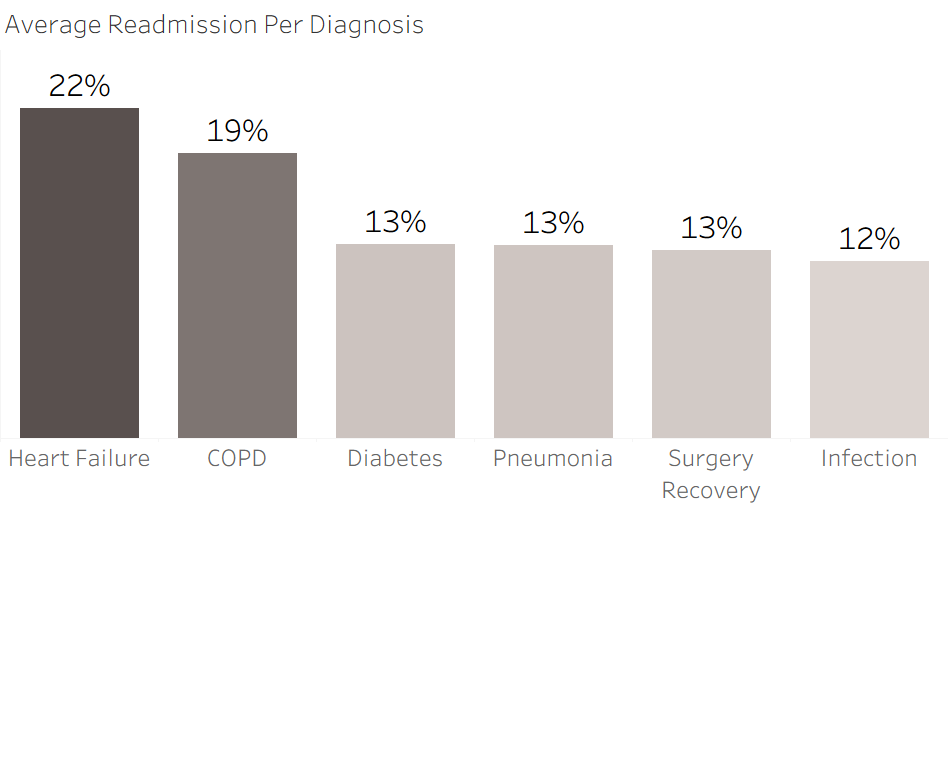 Average Readmission Per Diagnosis
22%
19%
13%
13%
13%
12%
Heart Failure
COPD
Diabetes
Pneumonia
Surgery
Recovery
Infection